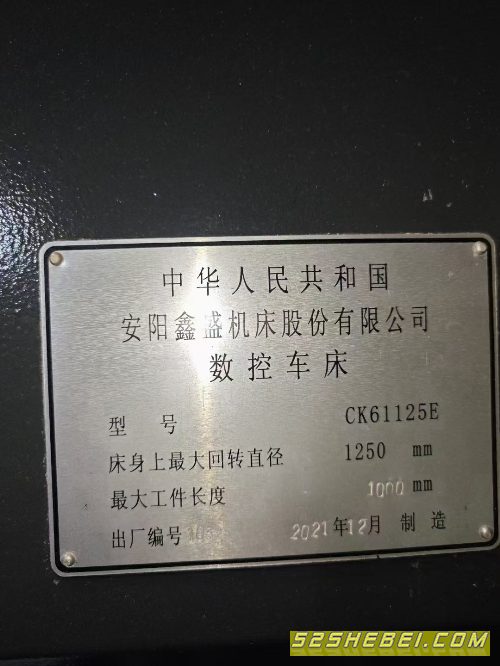 中华人民共和国
安阳鑫盛机床股份有限公司
数控车床
型 号 CK61125E
床身上最大回转直径 1250 mm
最大工件长度 1000 mm
出厂编号 2021年12月 制造
52SHEBEI.COM